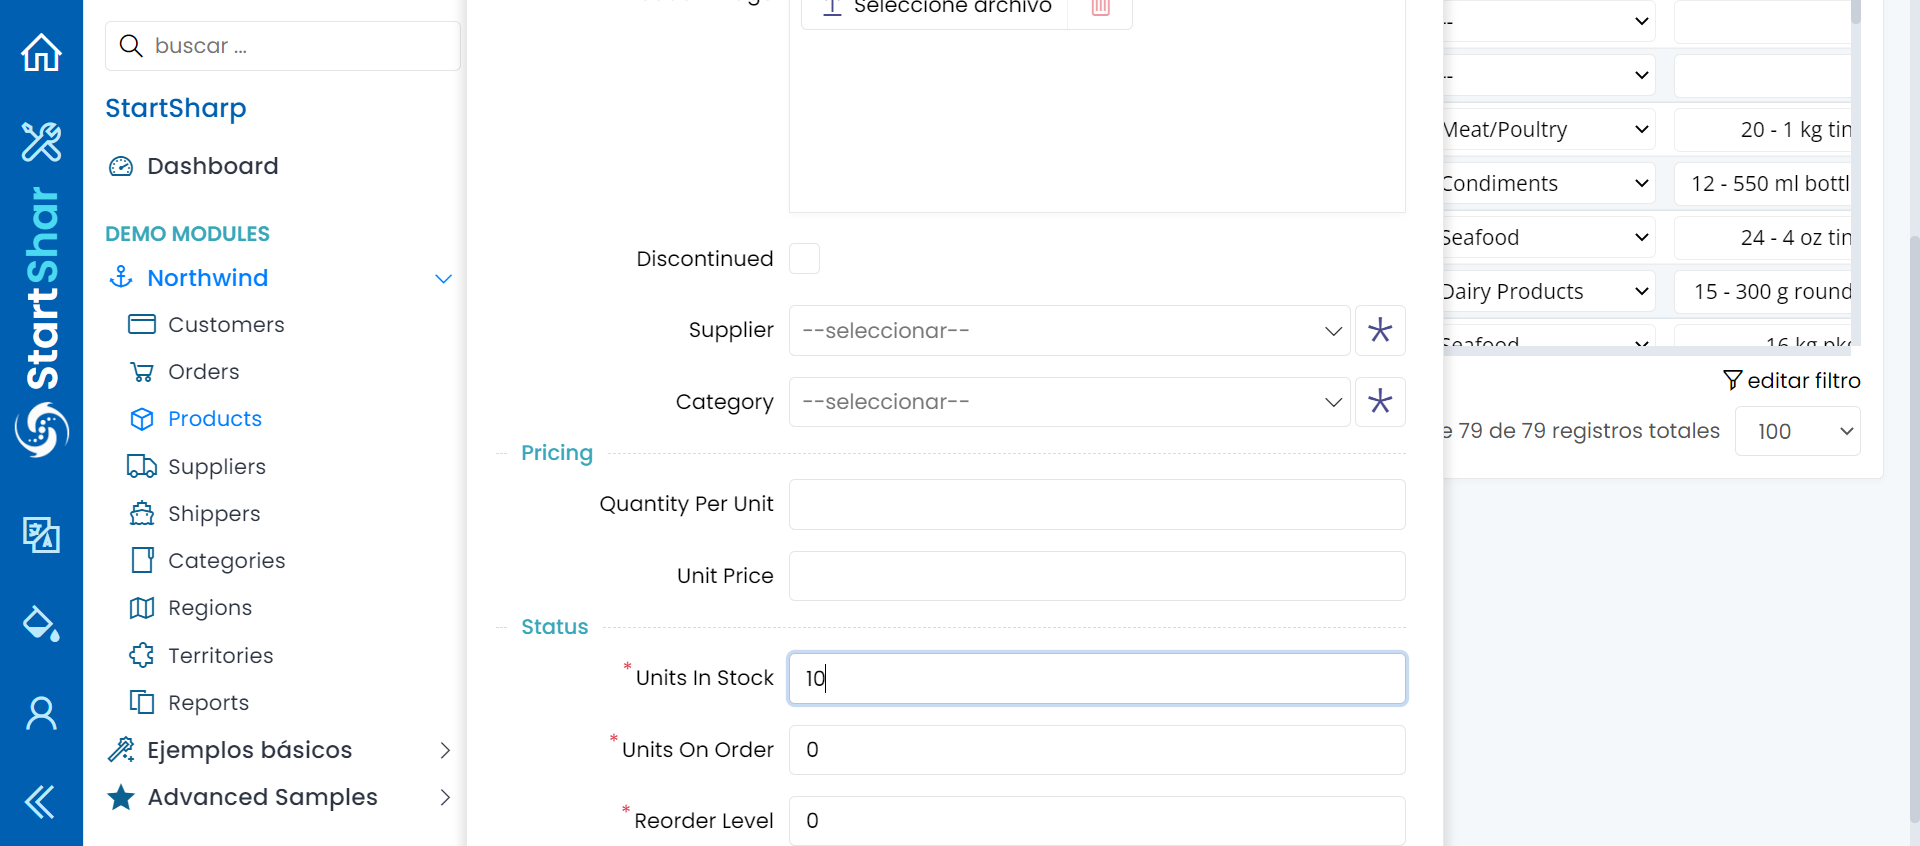 buscar ...
StartSharp
Dashboard
DEMO MODULES
Northwind
Customers
Orders
Products
Suppliers
Shippers
Categories
Regions
Territories
Reports
Ejemplos básicos
Advanced Samples
StartShar
Seleccione archivo
Discontinued
Supplier --seleccionar--
Category --seleccionar--
Pricing
Quantity Per Unit
Unit Price
Status
*Units In Stock 10
*Units On Order 0
*Reorder Level 0
--
--
Meat/Poultry 20 - 1 kg tin
Condiments 12 - 550 ml bottl
Seafood 24 - 4 oz tin
Dairy Products 15 - 300 g round
Seafood 16 kg pkg
editar filtro
e 79 de 79 registros totales 100